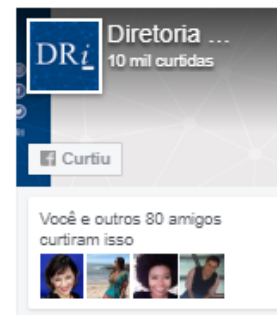 DRi
Diretoria ...
10 mil curtidas
Curtiu
Você e outros 80 amigos
curtiram isso